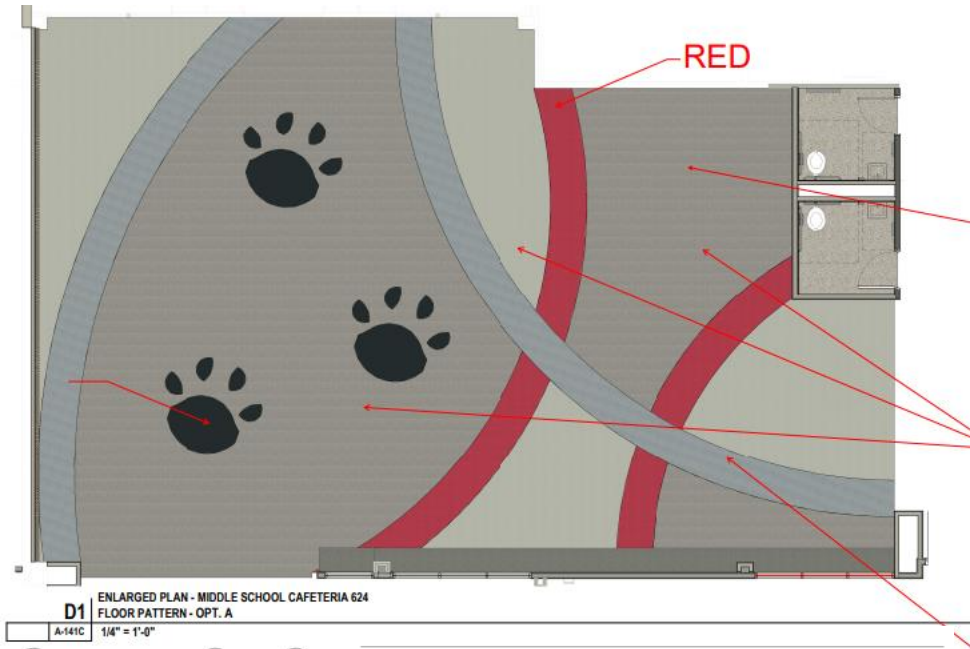 RED
ENLARGED PLAN - MIDDLE SCHOOL CAFETERIA 624
D1
FLOOR PATTERN - OPT. A
A-141C
1/4" = 1'-0"